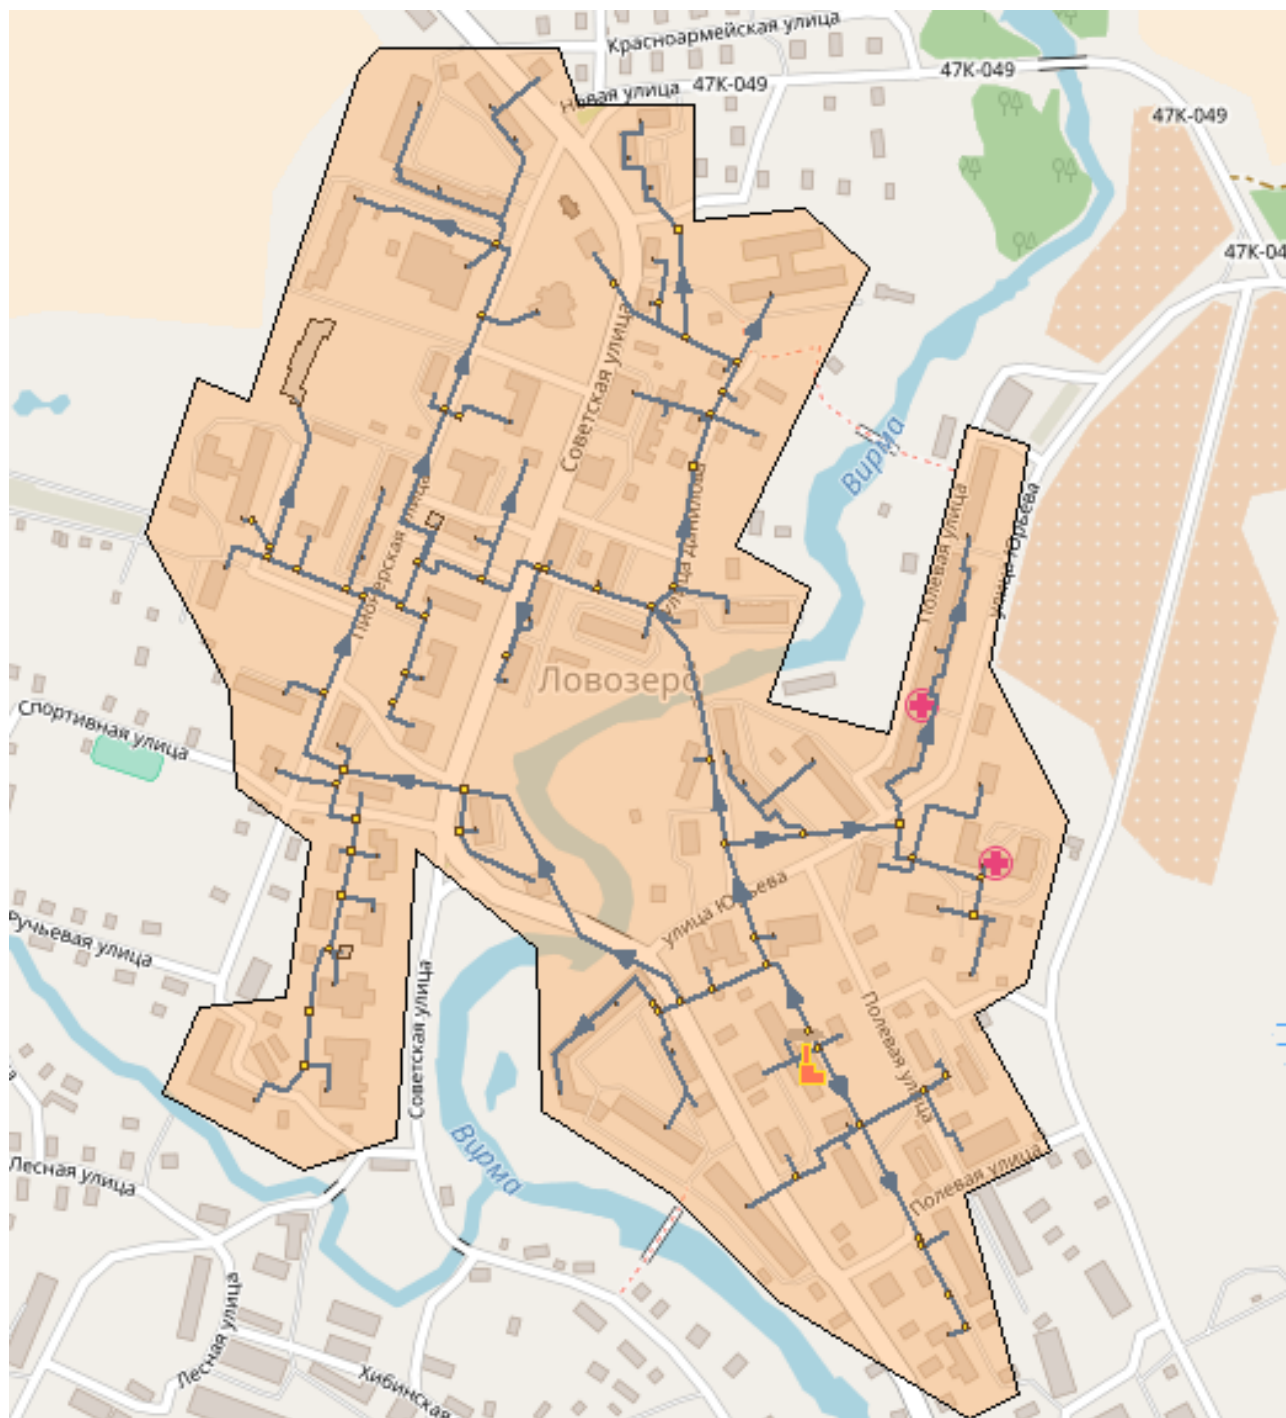 Красноармейская улица
47К-049
Новая улица
47К-049
47К-049
47К-04
Советская улица
Вирма
Пионерская улица
улица Данилова
Полевая улица
улица Юрьева
Ловозеро
Спортивная улица
улица Юрьева
Ручьевая улица
Советская улица
Полевая улица
Вирма
Лесная улица
Полевая улица
Лесная улица
Хибинская